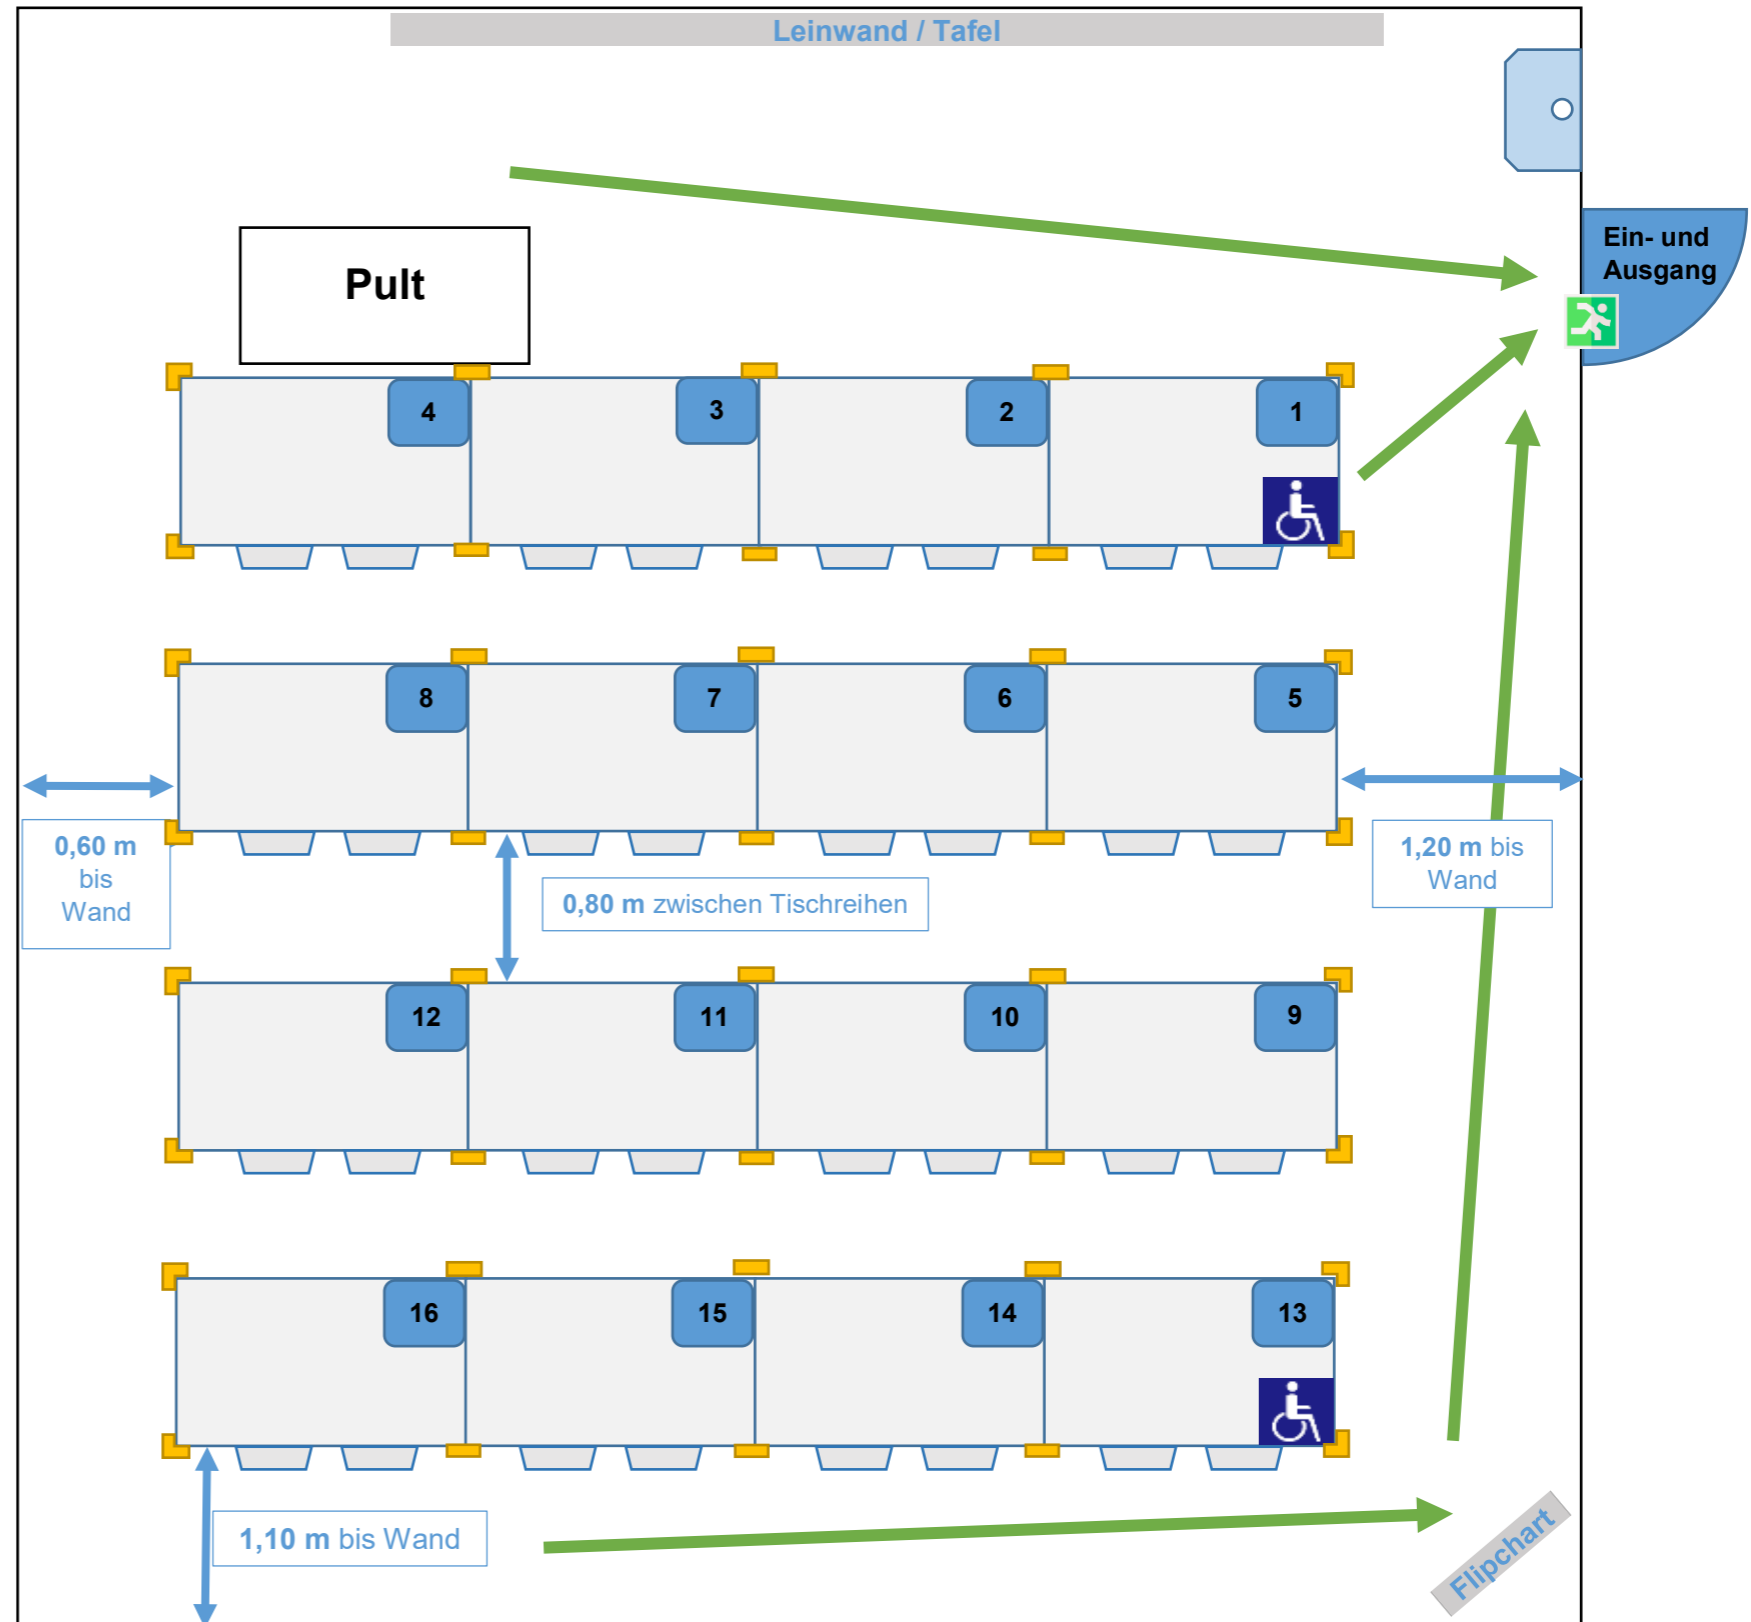 Leinwand / Tafel
Ein- und
Ausgang
Pult
4
3
2
1
8
7
6
5
0,60 m
bis
Wand
0,80 m zwischen Tischreihen
1,20 m bis
Wand
12
11
10
9
16
15
14
13
1,10 m bis Wand
Flipchart